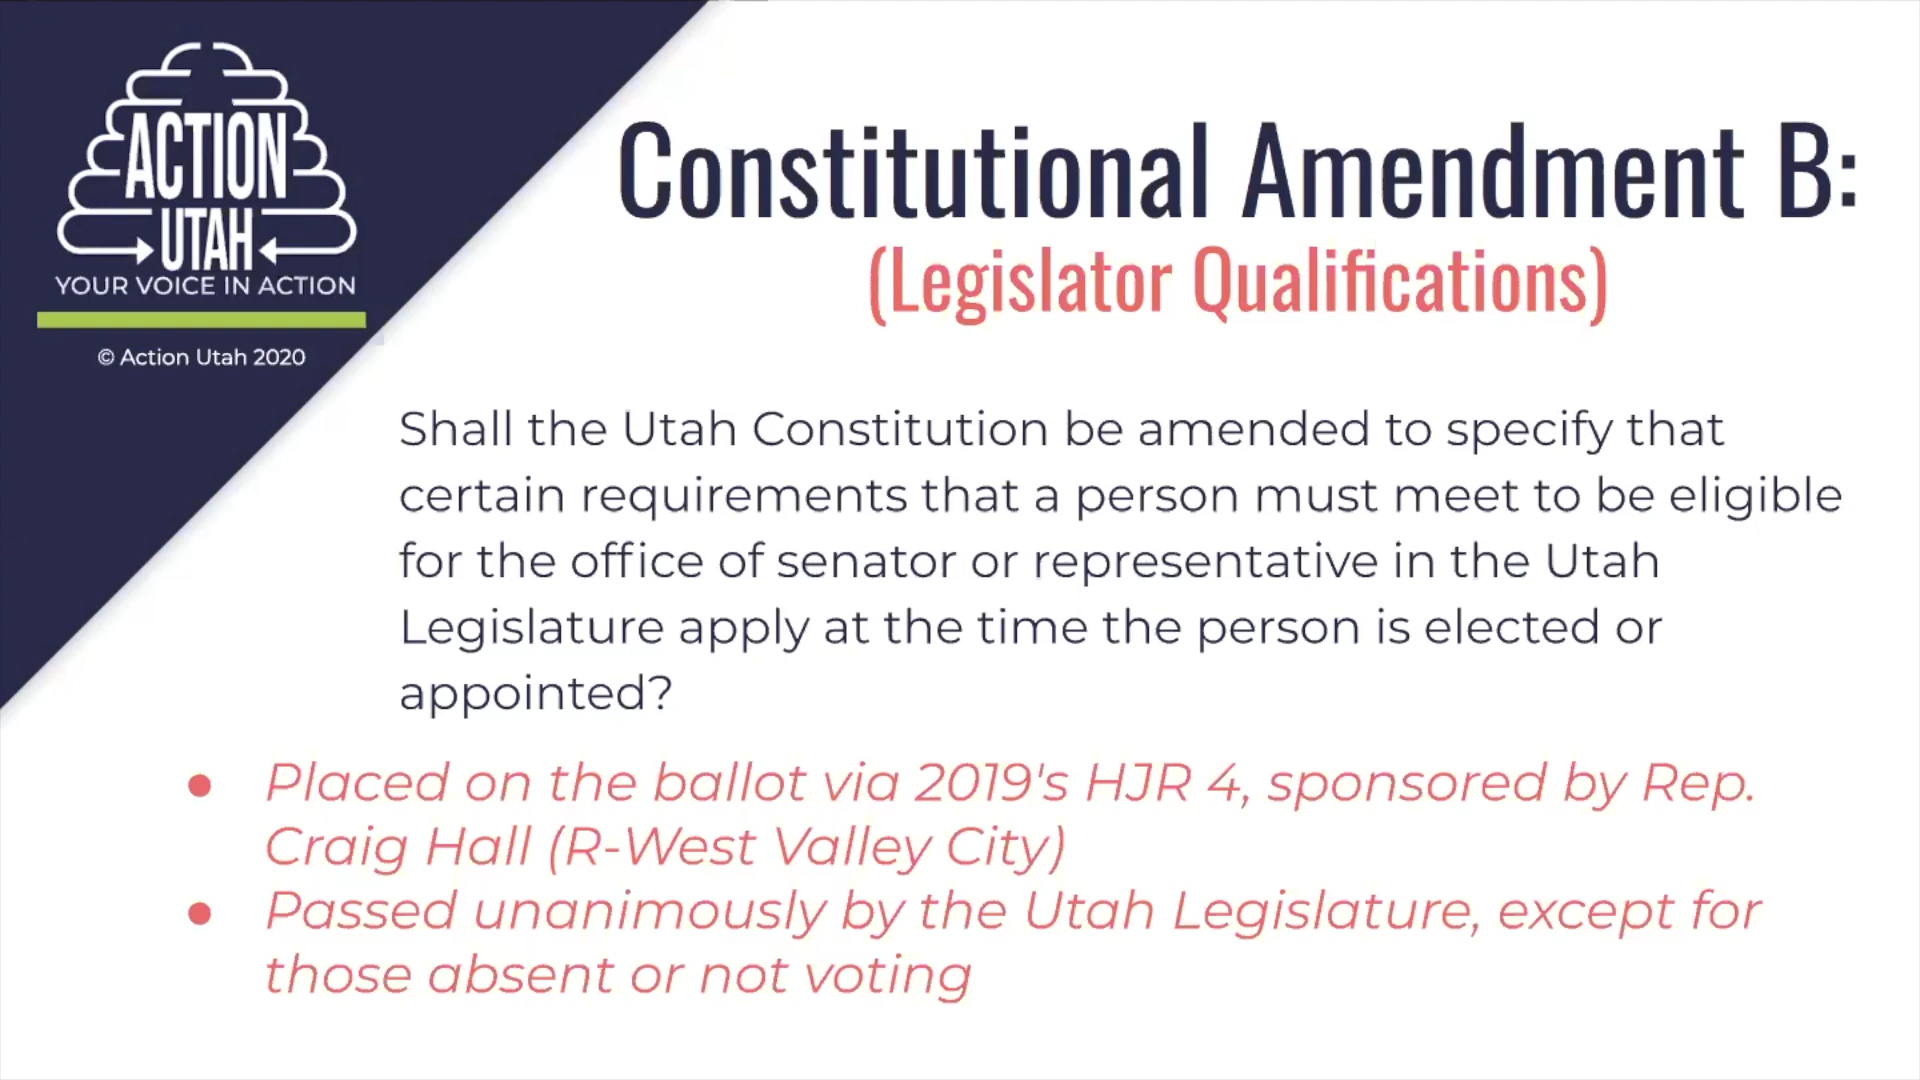 ACTION
UTAH
YOUR VOICE IN ACTION
© Action Utah 2020
Constitutional Amendment B:
(Legislator Qualifications)
Shall the Utah Constitution be amended to specify that
certain requirements that a person must meet to be eligible
for the office of senator or representative in the Utah
Legislature apply at the time the person is elected or
appointed?
● Placed on the ballot via 2019's HJR 4, sponsored by Rep.
Craig Hall (R-West Valley City)
● Passed unanimously by the Utah Legislature, except for
those absent or not voting